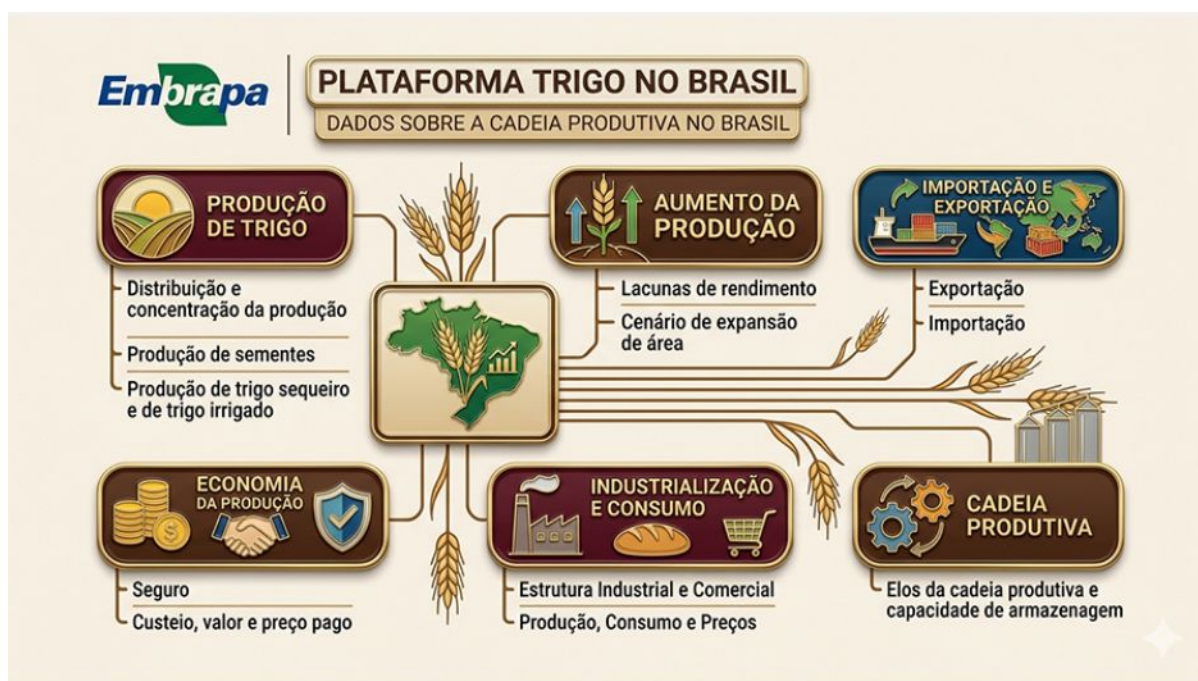 Embrapa
PLATAFORMA TRIGO NO BRASIL
DADOS SOBRE A CADEIA PRODUTIVA NO BRASIL
PRODUÇÃO
DE TRIGO
Distribuição e
concentração da produção
Produção de sementes
Produção de trigo sequeiro
e de trigo irrigado
AUMENTO DA
PRODUÇÃO
Lacunas de rendimento
Cenário de expansão
de área
IMPORTAÇÃO E
EXPORTAÇÃO
Exportação
Importação
ECONOMIA
DA PRODUÇÃO
$
Seguro
Custeio, valor e preço pago
INDUSTRIALIZAÇÃO
E CONSUMO
Estrutura Industrial e Comercial
Produção, Consumo e Preços
CADEIA
PRODUTIVA
Elos da cadeia produtiva e
capacidade de armazenagem